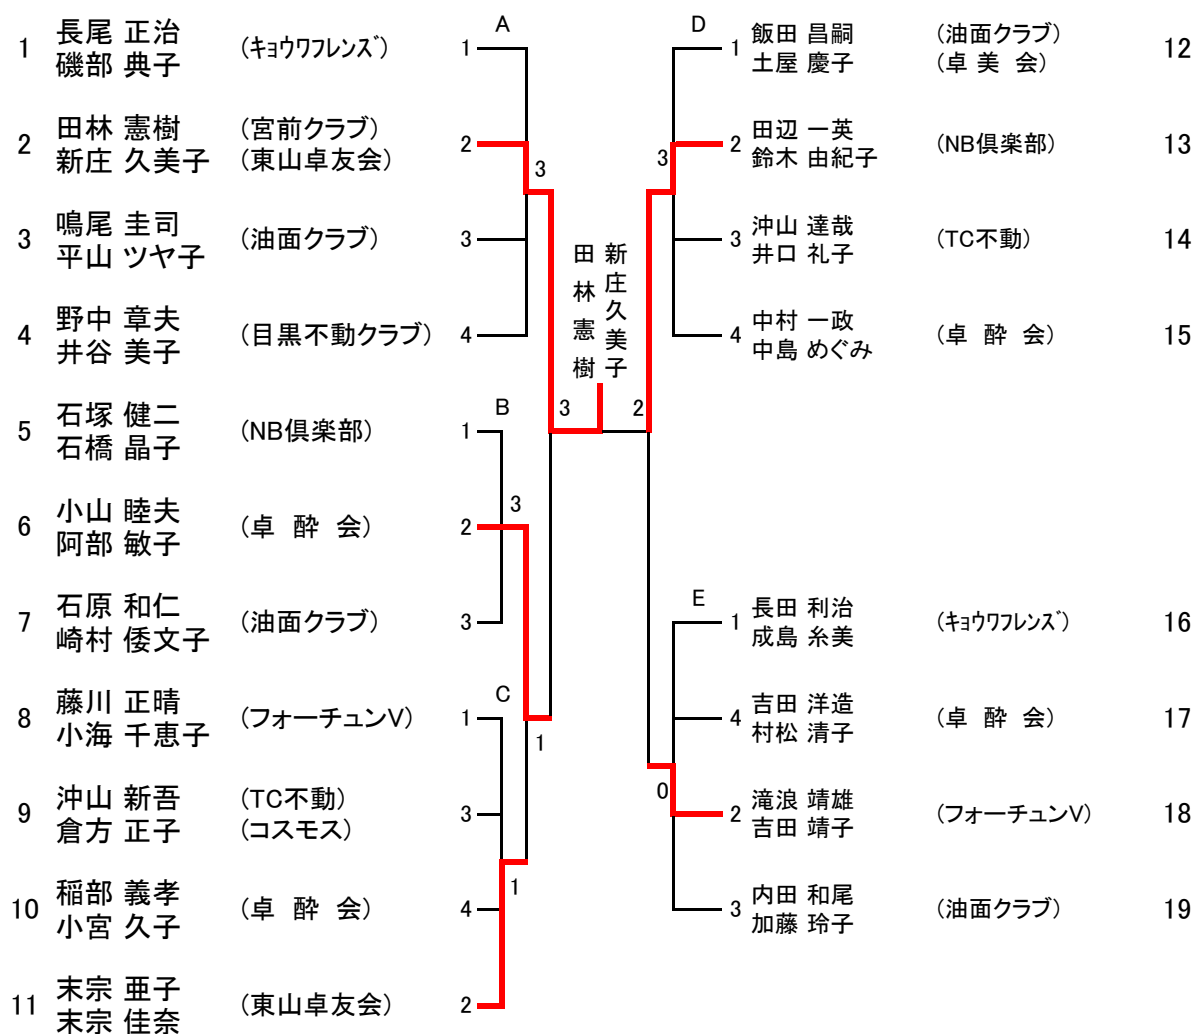 A
1 長尾 正治 (キョウワフレンズ) 1
磯部 典子
2 田林 憲樹 (宮前クラブ) 2
新庄 久美子 (東山卓友会)
3
3 鳴尾 圭司 (油面クラブ) 3
平山 ツヤ子
4 野中 章夫 (目黒不動クラブ) 4
井谷 美子
B
5 石塚 健二 (NB倶楽部) 1
石橋 晶子
3
6 小山 睦夫 (卓 酔 会) 2
阿部 敏子
7 石原 和仁 (油面クラブ) 3
崎村 倭文子
C
8 藤川 正晴 (フォーチュンV) 1
小海 千恵子
1
9 沖山 新吾 (TC不動) 3
倉方 正子 (コスモス)
1
10 稲部 義孝 (卓 酔 会) 4
小宮 久子
11 末宗 亜子 (東山卓友会) 2
末宗 佳奈
新庄久美子
田林憲樹
3 2
D
1 飯田 昌嗣 (油面クラブ) 12
土屋 慶子 (卓 美 会)
2 田辺 一英 (NB倶楽部) 13
鈴木 由紀子
3
3 沖山 達哉 (TC不動) 14
井口 礼子
4 中村 一政 (卓 酔 会) 15
中島 めぐみ
E
1 長田 利治 (キョウワフレンズ) 16
成島 糸美
4 吉田 洋造 (卓 酔 会) 17
村松 清子
0
2 滝浪 靖雄 (フォーチュンV) 18
吉田 靖子
3 内田 和尾 (油面クラブ) 19
加藤 玲子